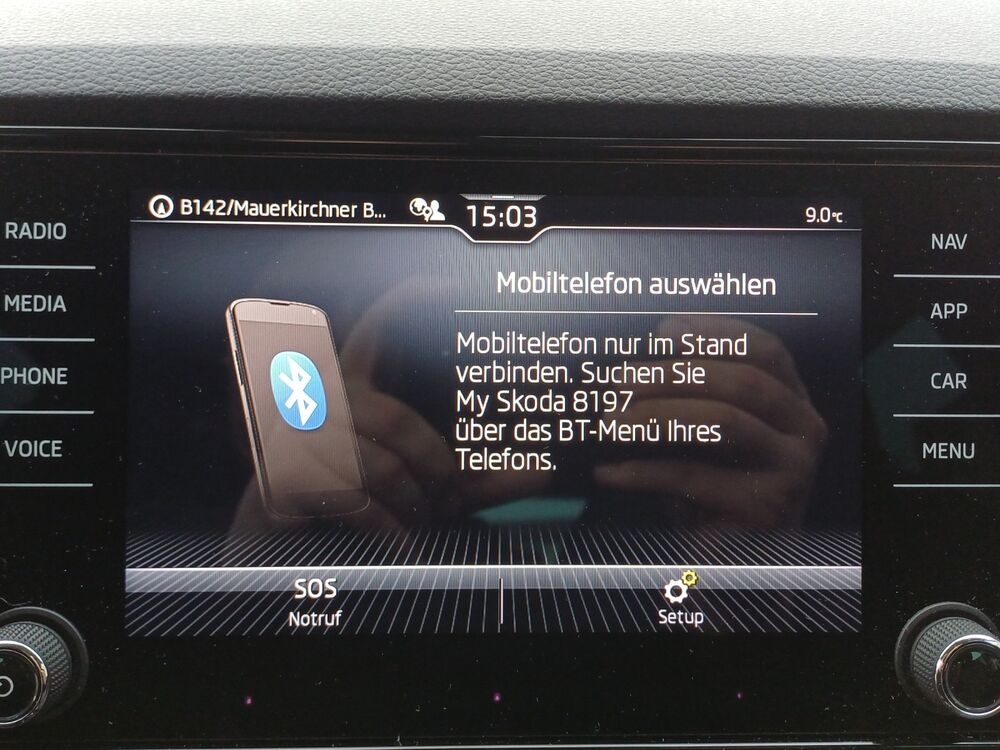 B142/Mauerkirchner B... 15:03 9.0°C
RADIO
MEDIA
PHONE
VOICE
Mobiltelefon auswählen
Mobiltelefon nur im Stand
verbinden. Suchen Sie
My Skoda 8197
über das BT-Menü Ihres
Telefons.
NAV
APP
CAR
MENU
SOS
Notruf
Setup